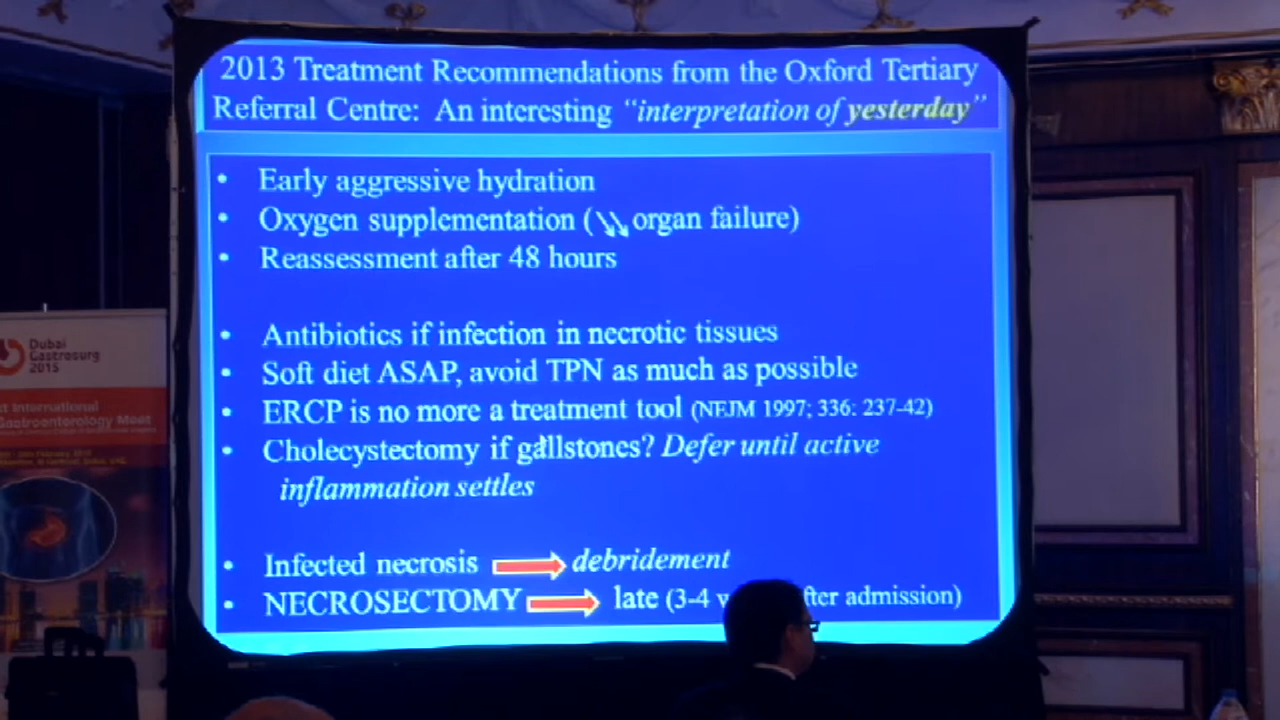 2013 Treatment Recommendations from the Oxford Tertiary
Referral Centre: An interesting “interpretation of yesterday”
• Early aggressive hydration
• Oxygen supplementation (↘↘ organ failure)
• Reassessment after 48 hours
• Antibiotics if infection in necrotic tissues
• Soft diet ASAP, avoid TPN as much as possible
• ERCP is no more a treatment tool (NEJM 1997; 336: 237-42)
• Cholecystectomy if gallstones? Defer until active
inflammation settles
• Infected necrosis debridement
• NECROSECTOMY late (3-4 after admission)
Dubai
Gastrosurg
2015
International
Gastroenterology Meet